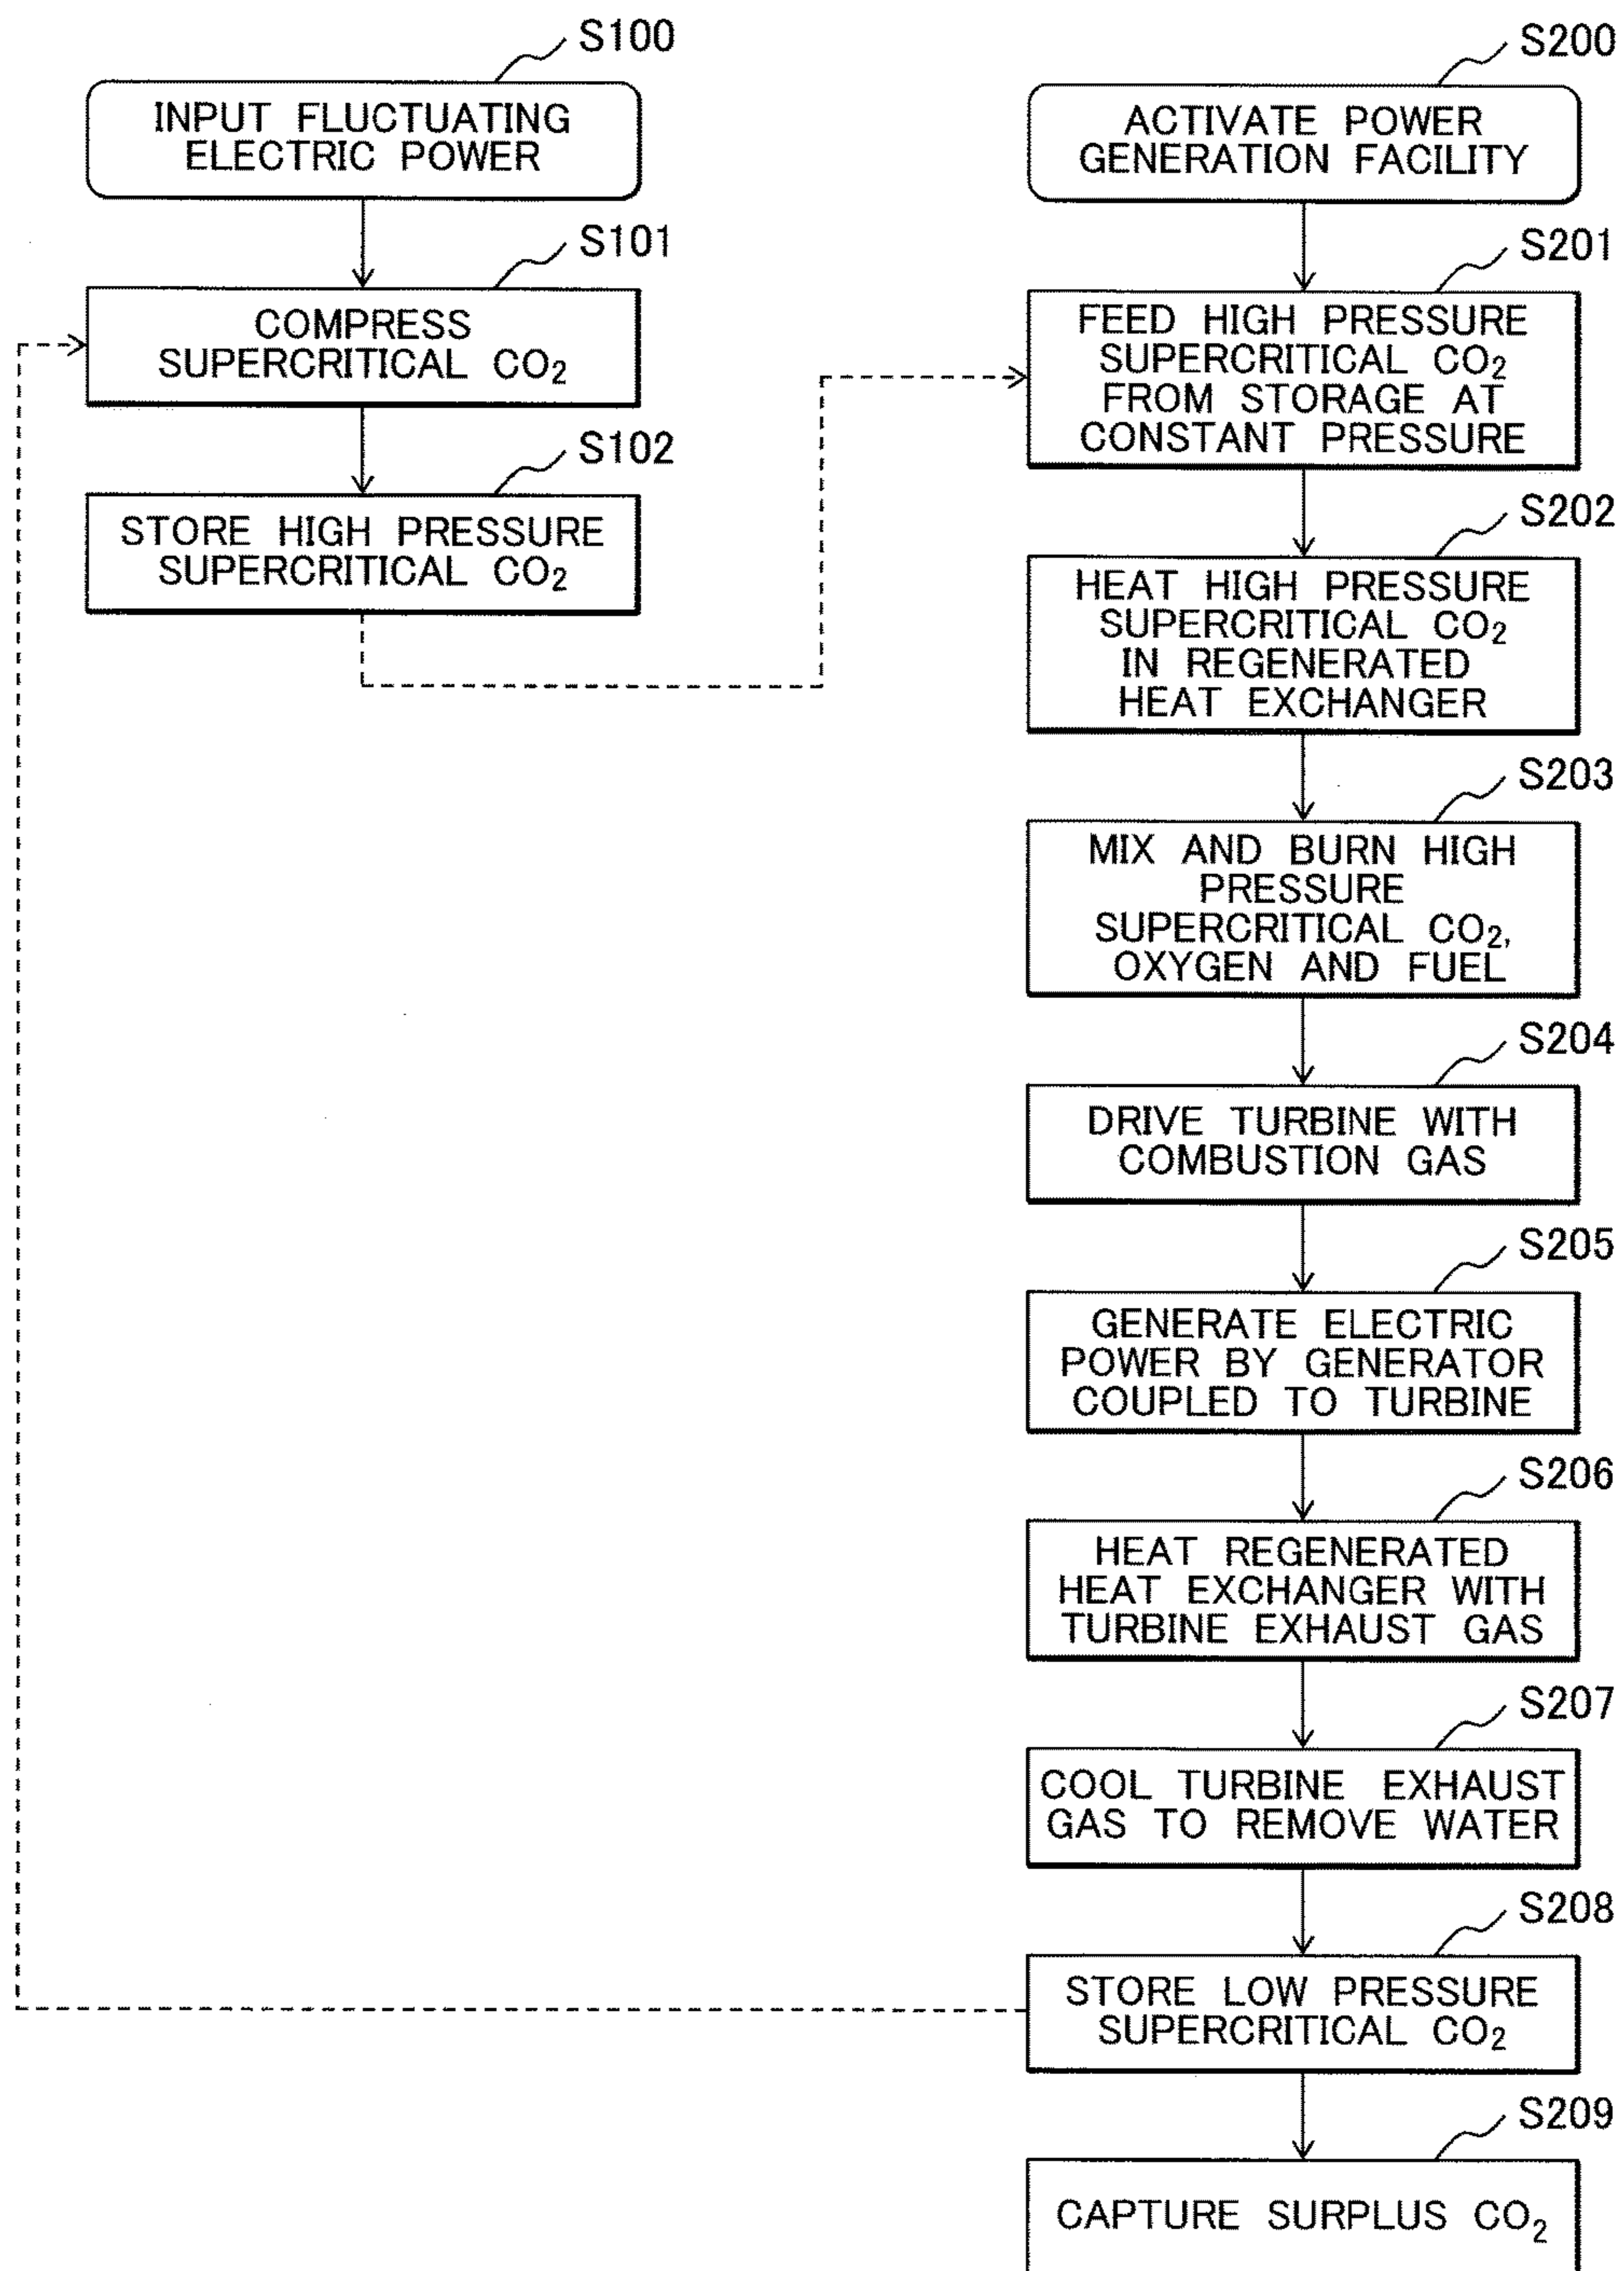 S100
INPUT FLUCTUATING
ELECTRIC POWER
S101
COMPRESS
SUPERCRITICAL CO₂
S102
STORE HIGH PRESSURE
SUPERCRITICAL CO₂
S200
ACTIVATE POWER
GENERATION FACILITY
S201
FEED HIGH PRESSURE
SUPERCRITICAL CO₂
FROM STORAGE AT
CONSTANT PRESSURE
S202
HEAT HIGH PRESSURE
SUPERCRITICAL CO₂
IN REGENERATED
HEAT EXCHANGER
S203
MIX AND BURN HIGH
PRESSURE
SUPERCRITICAL CO₂,
OXYGEN AND FUEL
S204
DRIVE TURBINE WITH
COMBUSTION GAS
S205
GENERATE ELECTRIC
POWER BY GENERATOR
COUPLED TO TURBINE
S206
HEAT REGENERATED
HEAT EXCHANGER WITH
TURBINE EXHAUST GAS
S207
COOL TURBINE EXHAUST
GAS TO REMOVE WATER
S208
STORE LOW PRESSURE
SUPERCRITICAL CO₂
S209
CAPTURE SURPLUS CO₂